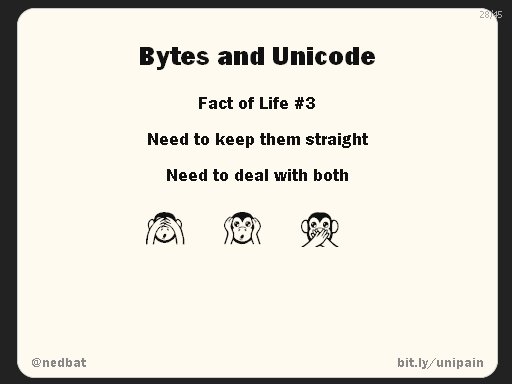 28/45
Bytes and Unicode
Fact of Life #3
Need to keep them straight
Need to deal with both
🙈 🙉 🙊
@nedbat
bit.ly/unipain